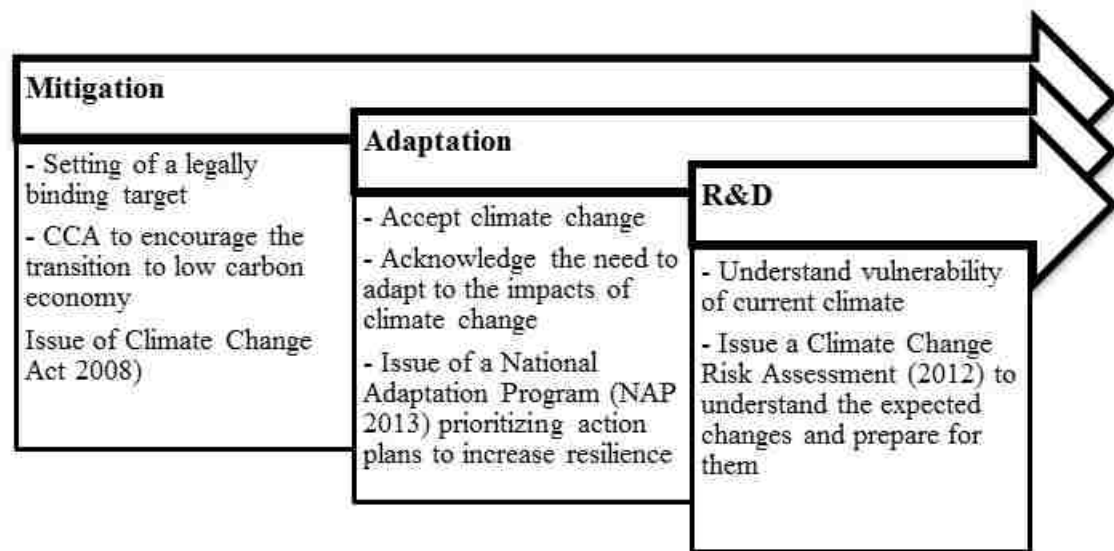 Mitigation
- Setting of a legally
binding target
- CCA to encourage the
transition to low carbon
economy
Issue of Climate Change
Act 2008)
Adaptation
- Accept climate change
- Acknowledge the need to
adapt to the impacts of
climate change
- Issue of a National
Adaptation Program (NAP
2013) prioritizing action
plans to increase resilience
R&D
- Understand vulnerability
of current climate
- Issue a Climate Change
Risk Assessment (2012) to
understand the expected
changes and prepare for
them